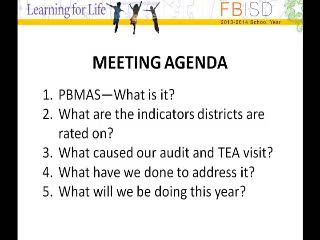 Learning for Life
FBISD
2013-2014 School Year
MEETING AGENDA
1. PBMAS—What is it?
2. What are the indicators districts are
rated on?
3. What caused our audit and TEA visit?
4. What have we done to address it?
5. What will we be doing this year?